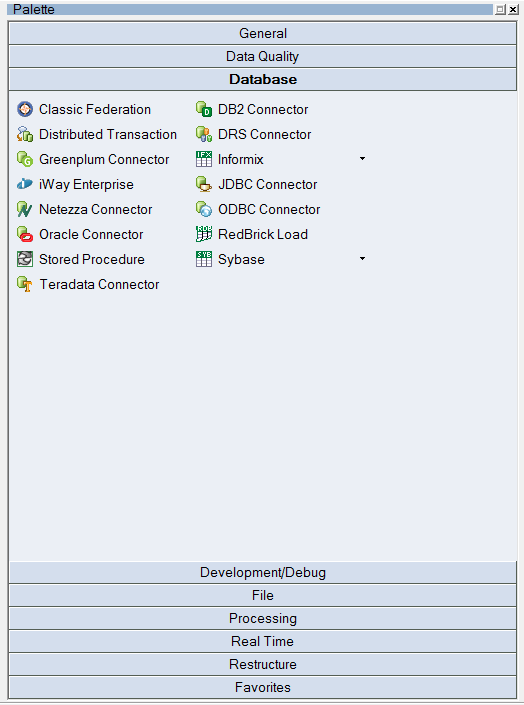 Palette
General
Data Quality
Database
Classic Federation DB2 Connector
Distributed Transaction DRS Connector
Greenplum Connector Informix
iWay Enterprise JDBC Connector
Netezza Connector ODBC Connector
Oracle Connector RedBrick Load
Stored Procedure Sybase
Teradata Connector
Development/Debug
File
Processing
Real Time
Restructure
Favorites